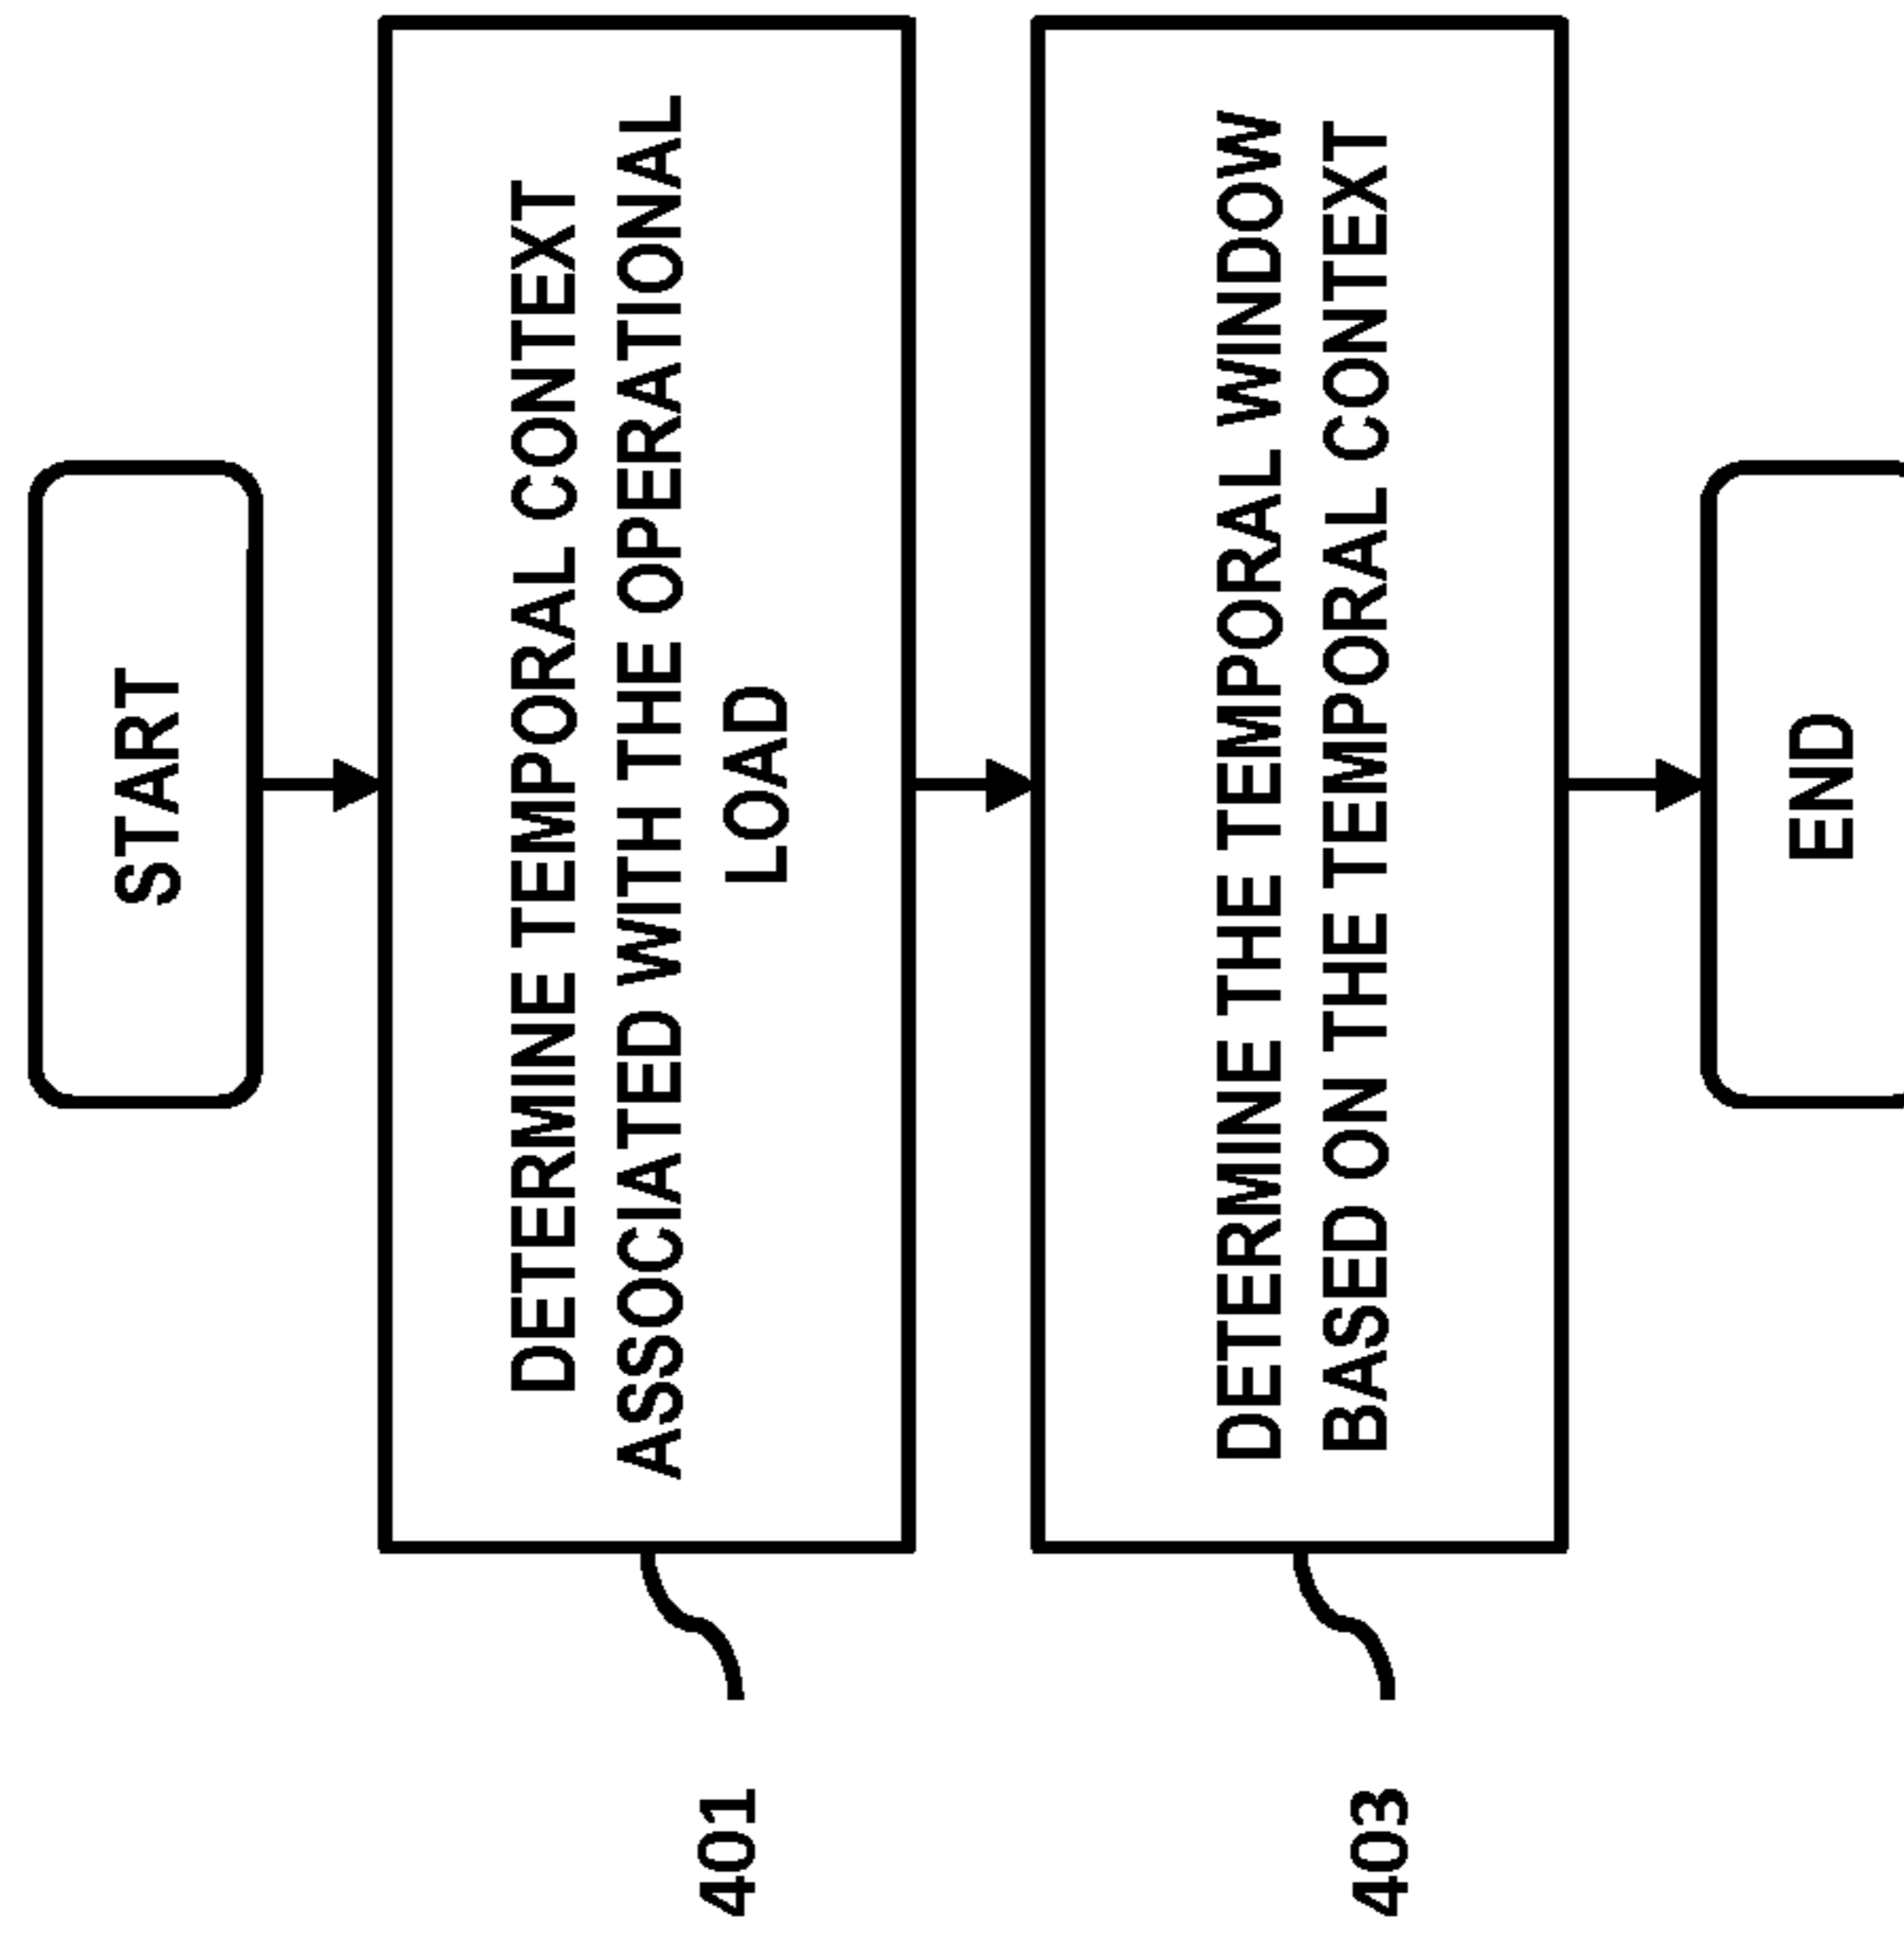 START
DETERMINE TEMPORAL CONTEXT
ASSOCIATED WITH THE OPERATIONAL
LOAD
401
DETERMINE THE TEMPORAL WINDOW
BASED ON THE TEMPORAL CONTEXT
403
END